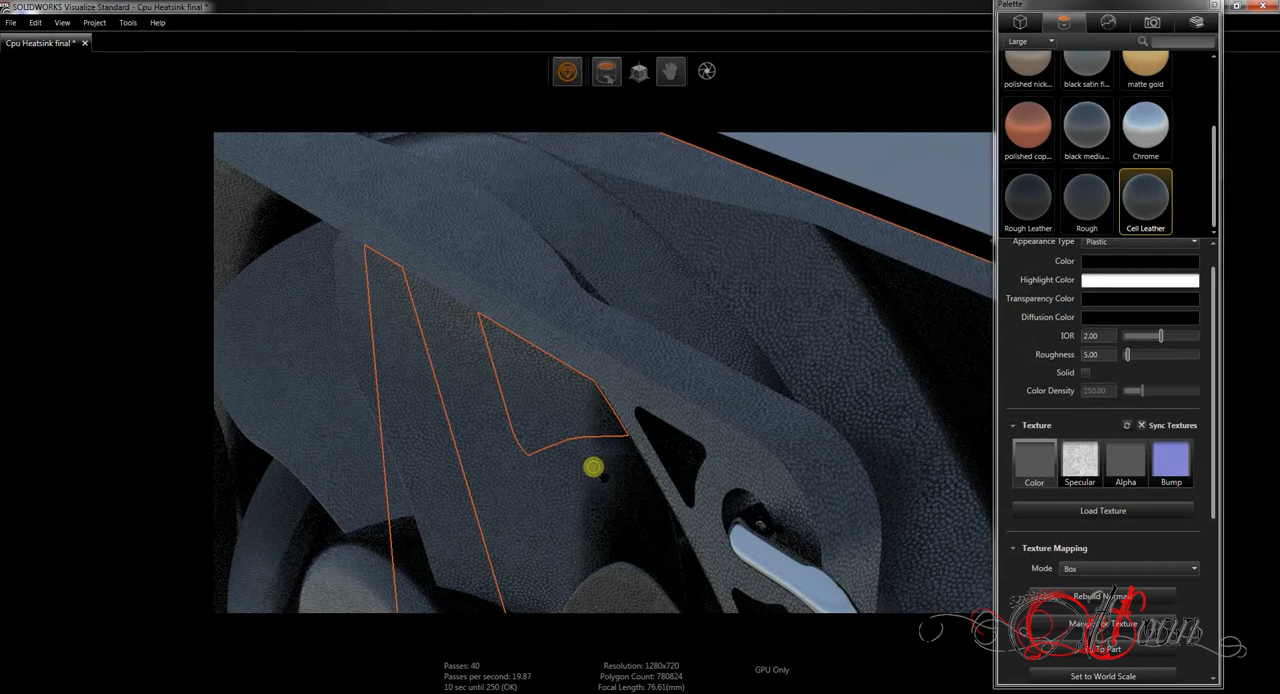 SOLIDWORKS Visualize Standard - Cpu Heatsink final *
Palette
File Edit View Project Tools Help
Cpu Heatsink final *
Large
polished nick... black satin fi... matte gold
polished cop... black mediu... Chrome
Rough Leather Rough Cell Leather
Appearance Type Plastic
Color
Highlight Color
Transparency Color
Diffusion Color
IOR 2.00
Roughness 5.00
Solid
Color Density 250.00
Texture Sync Textures
Color Specular Alpha Bump
Load Texture
Texture Mapping
Mode Box
Rebuild Normals
To Part
Set to World Scale
Passes: 40
Passes per second: 19.87
10 sec until 250 (OK)
Resolution: 1280x720
Polygon Count: 780824
Focal Length: 76.61(mm)
GPU Only